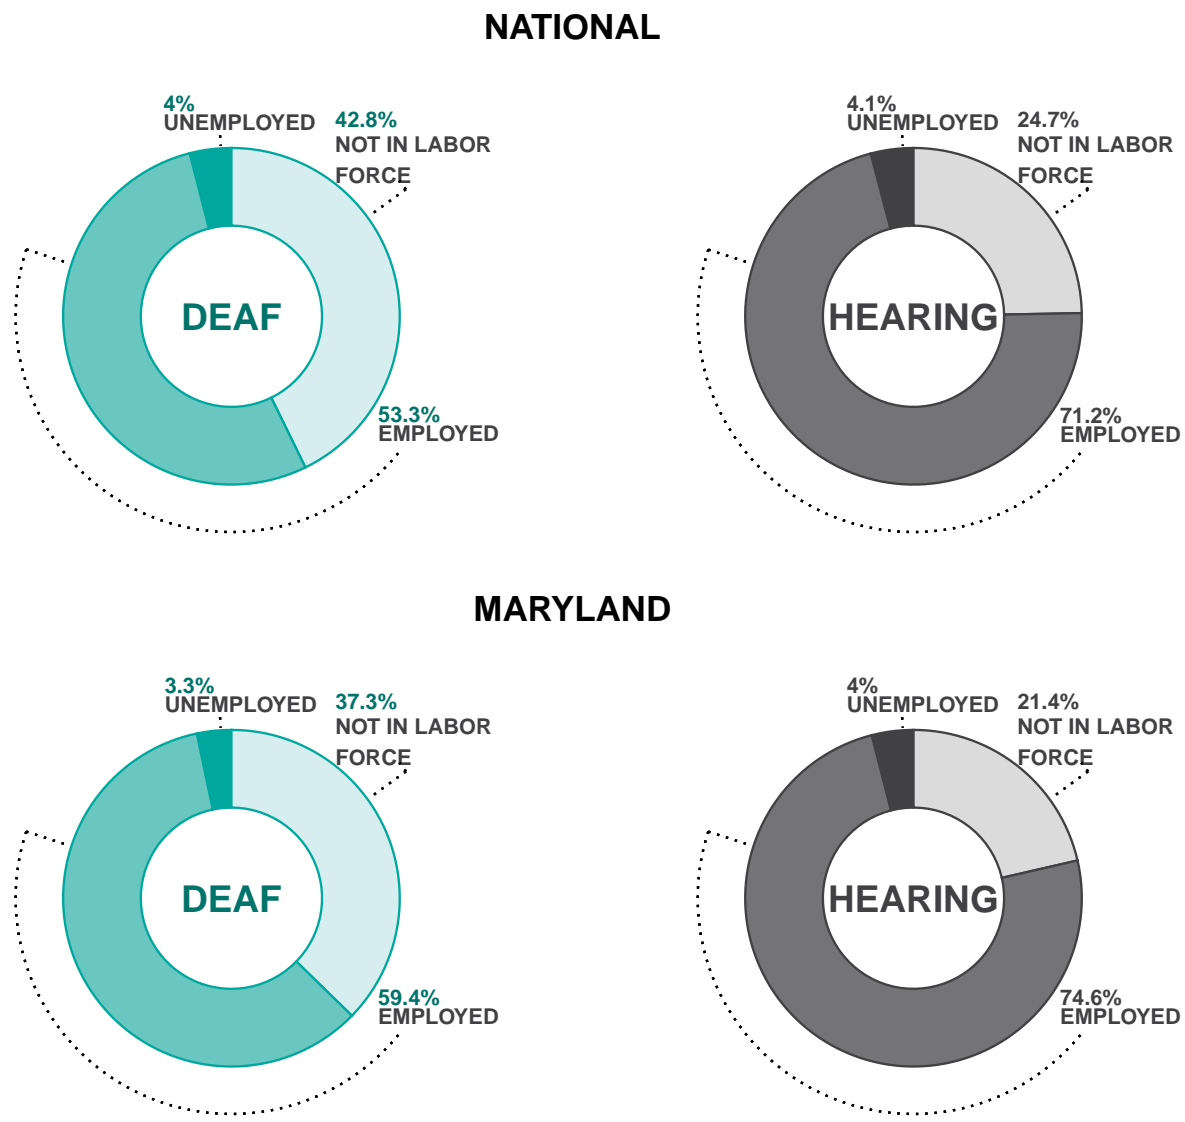 NATIONAL
4%
UNEMPLOYED
42.8%
NOT IN LABOR
FORCE
DEAF
53.3%
EMPLOYED
4.1%
UNEMPLOYED
24.7%
NOT IN LABOR
FORCE
HEARING
71.2%
EMPLOYED
MARYLAND
3.3%
UNEMPLOYED
37.3%
NOT IN LABOR
FORCE
DEAF
59.4%
EMPLOYED
4%
UNEMPLOYED
21.4%
NOT IN LABOR
FORCE
HEARING
74.6%
EMPLOYED